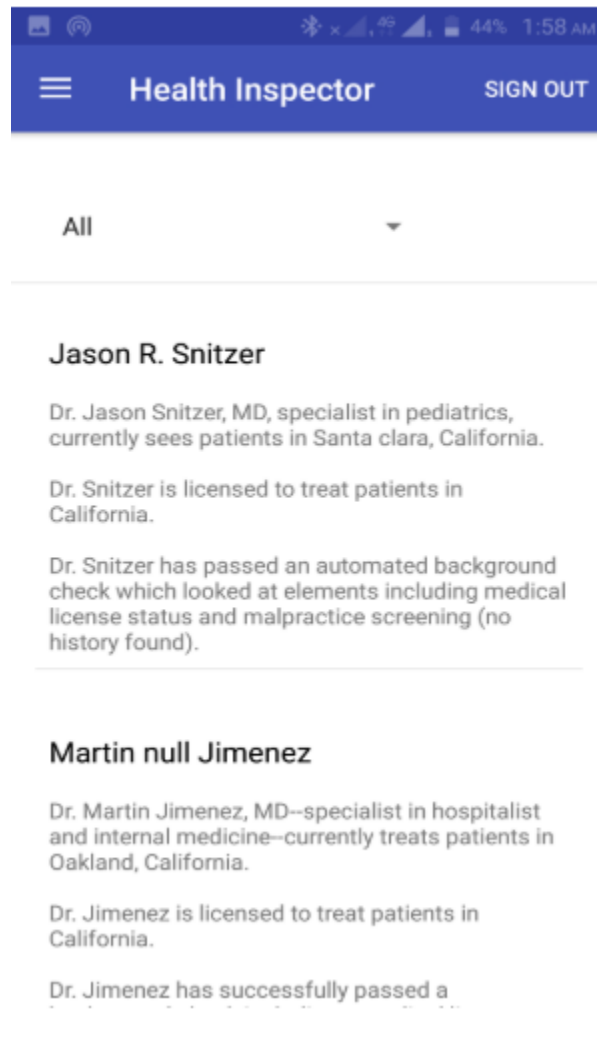 4G 44% 1:58 AM
Health Inspector SIGN OUT
All
Jason R. Snitzer
Dr. Jason Snitzer, MD, specialist in pediatrics,
currently sees patients in Santa clara, California.
Dr. Snitzer is licensed to treat patients in
California.
Dr. Snitzer has passed an automated background
check which looked at elements including medical
license status and malpractice screening (no
history found).
Martin null Jimenez
Dr. Martin Jimenez, MD--specialist in hospitalist
and internal medicine--currently treats patients in
Oakland, California.
Dr. Jimenez is licensed to treat patients in
California.
Dr. Jimenez has successfully passed a